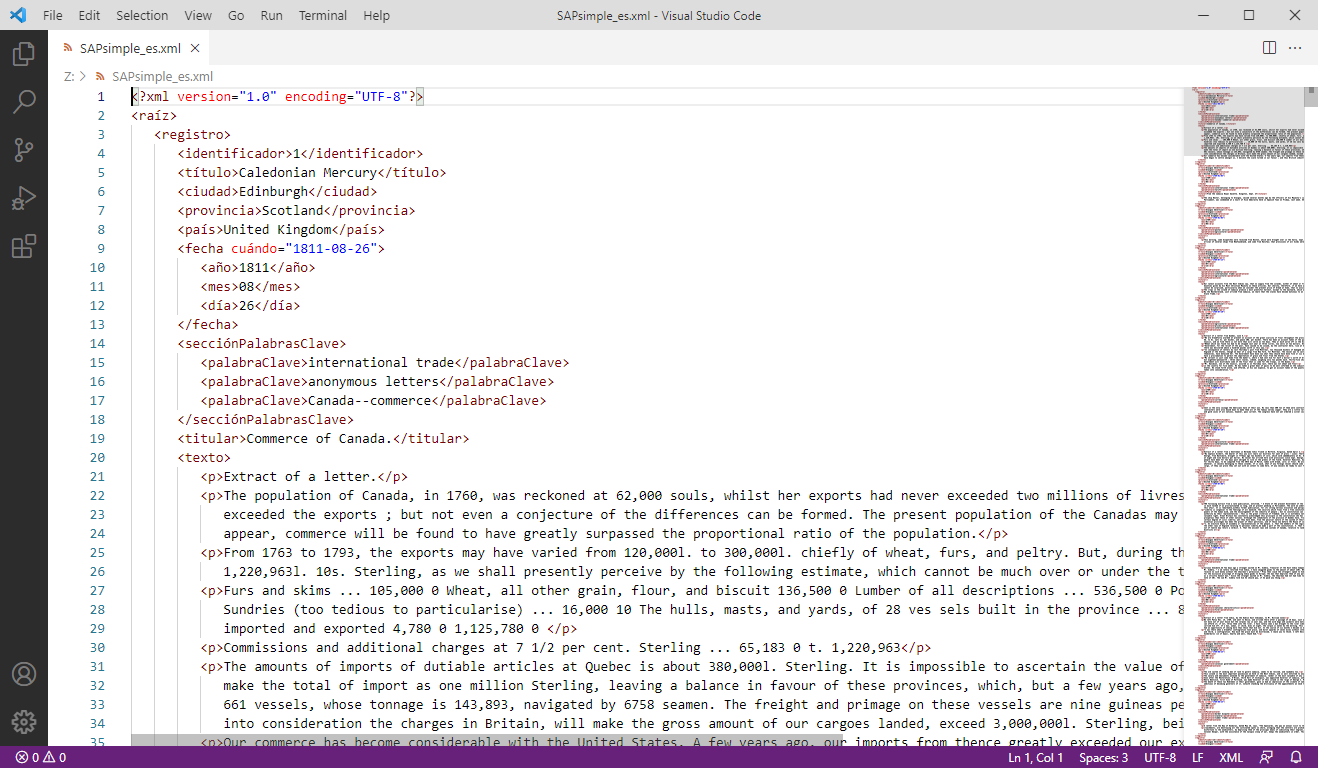 File Edit Selection View Go Run Terminal Help SAPsimple_es.xml - Visual Studio Code
SAPsimple_es.xml
Z: > SAPsimple_es.xml
1 <?xml version="1.0" encoding="UTF-8"?>
2 <raíz>
3 <registro>
4 <identificador>1</identificador>
5 <título>Caledonian Mercury</título>
6 <ciudad>Edinburgh</ciudad>
7 <provincia>Scotland</provincia>
8 <país>United Kingdom</país>
9 <fecha cuándo="1811-08-26">
10 <año>1811</año>
11 <mes>08</mes>
12 <día>26</día>
13 </fecha>
14 <secciónPalabrasClave>
15 <palabraClave>international trade</palabraClave>
16 <palabraClave>anonymous letters</palabraClave>
17 <palabraClave>Canada--commerce</palabraClave>
18 </secciónPalabrasClave>
19 <titular>Commerce of Canada.</titular>
20 <texto>
21 <p>Extract of a letter.</p>
22 <p>The population of Canada, in 1760, was reckoned at 62,000 souls, whilst her exports had never exceeded two millions of livres
23 exceeded the exports ; but not even a conjecture of the differences can be formed. The present population of the Canadas may
24 appear, commerce will be found to have greatly surpassed the proportional ratio of the population.</p>
25 <p>From 1763 to 1793, the exports may have varied from 120,000l. to 300,000l. chiefly of wheat, furs, and peltry. But, during th
26 1,220,963l. 10s. Sterling, as we shall presently perceive by the following estimate, which cannot be much over or under the t
27 <p>Furs and skims ... 105,000 0 Wheat, all other grain, flour, and biscuit 136,500 0 Lumber of all descriptions ... 536,500 0 Po
28 Sundries (too tedious to particularise) ... 16,000 10 The hulls, masts, and yards, of 28 ves sels built in the province ... 8
29 imported and exported 4,780 0 1,125,780 0 </p>
30 <p>Commissions and additional charges at 7 1/2 per cent. Sterling ... 65,183 0 t. 1,220,963</p>
31 <p>The amounts of imports of dutiable articles at Quebec is about 380,000l. Sterling. It is impossible to ascertain the value of
32 make the total of import as one million Sterling, leaving a balance in favour of these provinces, which, but a few years ago,
33 661 vessels, whose tonnage is 143,893, navigated by 6758 seamen. The freight and primage on these vessels are nine guineas pe
34 into consideration the charges in Britain, will make the gross amount of our cargoes landed, exceed 3,000,000l. Sterling, bei
35 <p>Our commerce has become considerable with the United States. A few years ago, our imports from thence greatly exceeded our ex
0 0 Ln 1, Col 1 Spaces: 3 UTF-8 LF XML